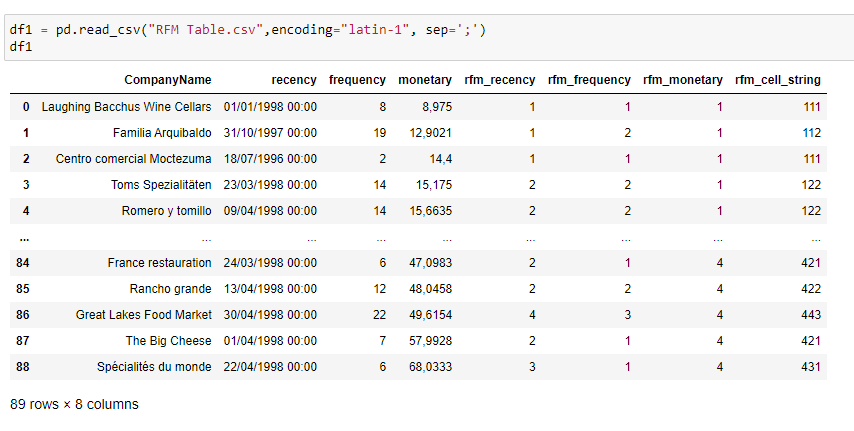 df1 = pd.read_csv("RFM Table.csv",encoding="latin-1", sep=';')
df1
CompanyName recency frequency monetary rfm_recency rfm_frequency rfm_monetary rfm_cell_string
0 Laughing Bacchus Wine Cellars 01/01/1998 00:00 8 8,975 1 1 1 111
1 Familia Arquibaldo 31/10/1997 00:00 19 12,9021 1 2 1 112
2 Centro comercial Moctezuma 18/07/1996 00:00 2 14,4 1 1 1 111
3 Toms Spezialitäten 23/03/1998 00:00 14 15,175 2 2 1 122
4 Romero y tomillo 09/04/1998 00:00 14 15,6635 2 2 1 122
... ... ... ... ... ... ... ... ...
84 France restauration 24/03/1998 00:00 6 47,0983 2 1 4 421
85 Rancho grande 13/04/1998 00:00 12 48,0458 2 2 4 422
86 Great Lakes Food Market 30/04/1998 00:00 22 49,6154 4 3 4 443
87 The Big Cheese 01/04/1998 00:00 7 57,9928 2 1 4 421
88 Spécialités du monde 22/04/1998 00:00 6 68,0333 3 1 4 431
89 rows × 8 columns